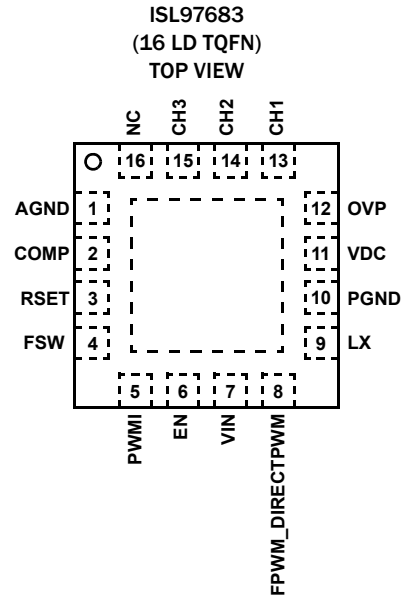 ISL97683
(16 LD TQFN)
TOP VIEW
NC
CH3
CH2
CH1
16
15
14
13
AGND 1
12 OVP
COMP 2
11 VDC
RSET 3
10 PGND
FSW 4
9 LX
5
6
7
8
PWMI
EN
VIN
FPWM_DIRECTPWM